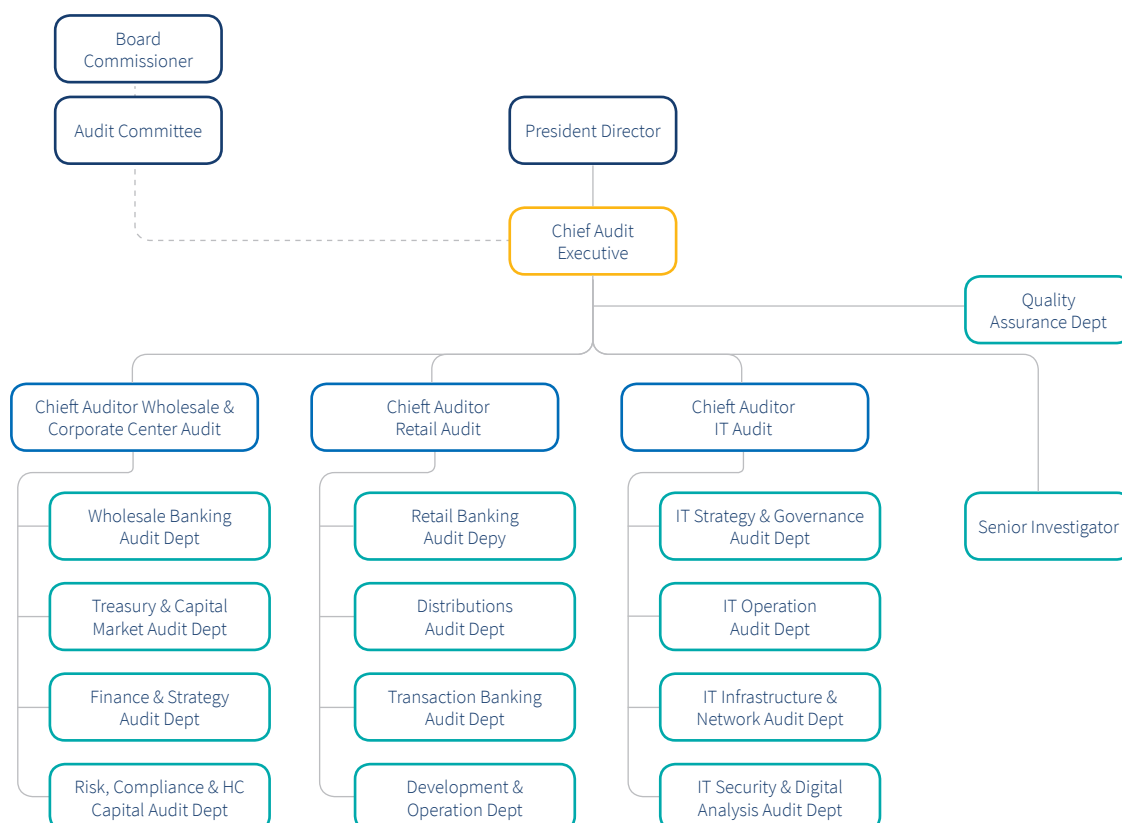 Board
Commissioner
Audit Committee
President Director
Chief Audit
Executive
Quality
Assurance Dept
Chieft Auditor Wholesale &
Corporate Center Audit
Chieft Auditor
Retail Audit
Chieft Auditor
IT Audit
Wholesale Banking
Audit Dept
Retail Banking
Audit Depy
IT Strategy & Governance
Audit Dept
Senior Investigator
Treasury & Capital
Market Audit Dept
Distributions
Audit Dept
IT Operation
Audit Dept
Finance & Strategy
Audit Dept
Transaction Banking
Audit Dept
IT Infrastructure &
Network Audit Dept
Risk, Compliance & HC
Capital Audit Dept
Development &
Operation Dept
IT Security & Digital
Analysis Audit Dept